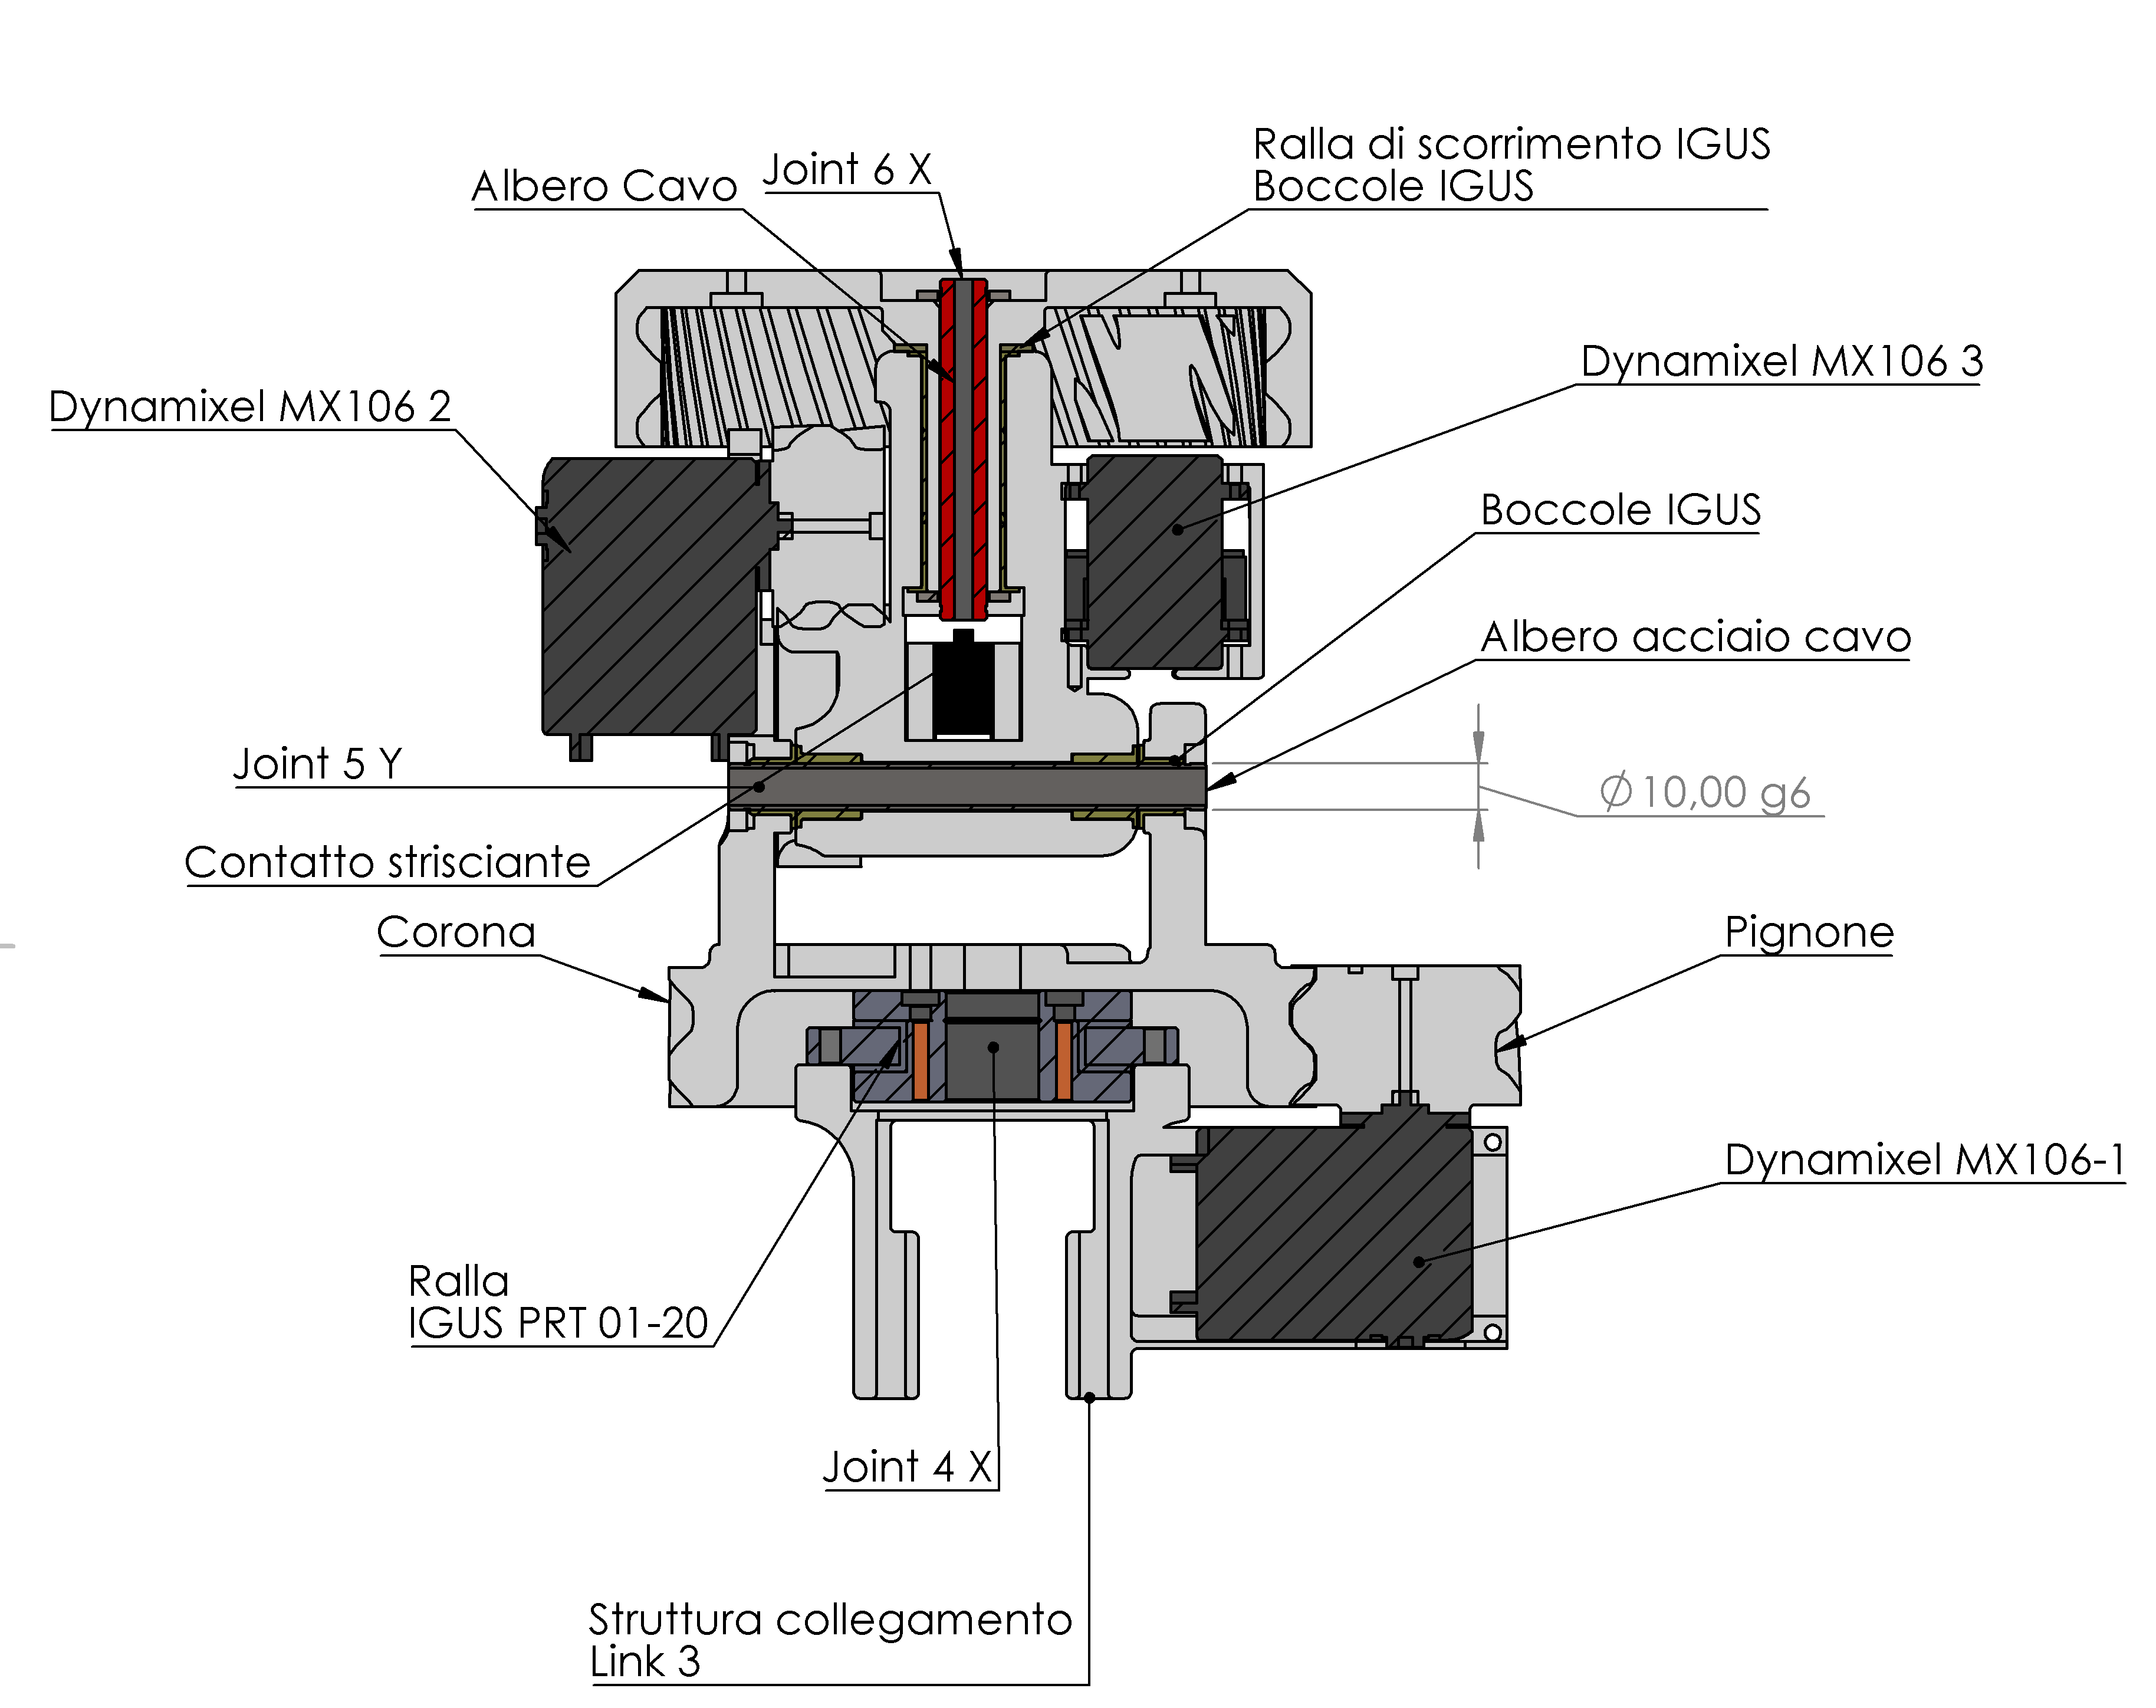 Ralla di scorrimento IGUS
Boccole IGUS
Joint 6 X
Albero Cavo
Dynamixel MX106 3
Dynamixel MX106 2
Boccole IGUS
Albero acciaio cavo
Joint 5 Y
∅10,00 g6
Contatto strisciante
Corona
Pignone
Dynamixel MX106-1
Ralla
IGUS PRT 01-20
Joint 4 X
Struttura collegamento
Link 3